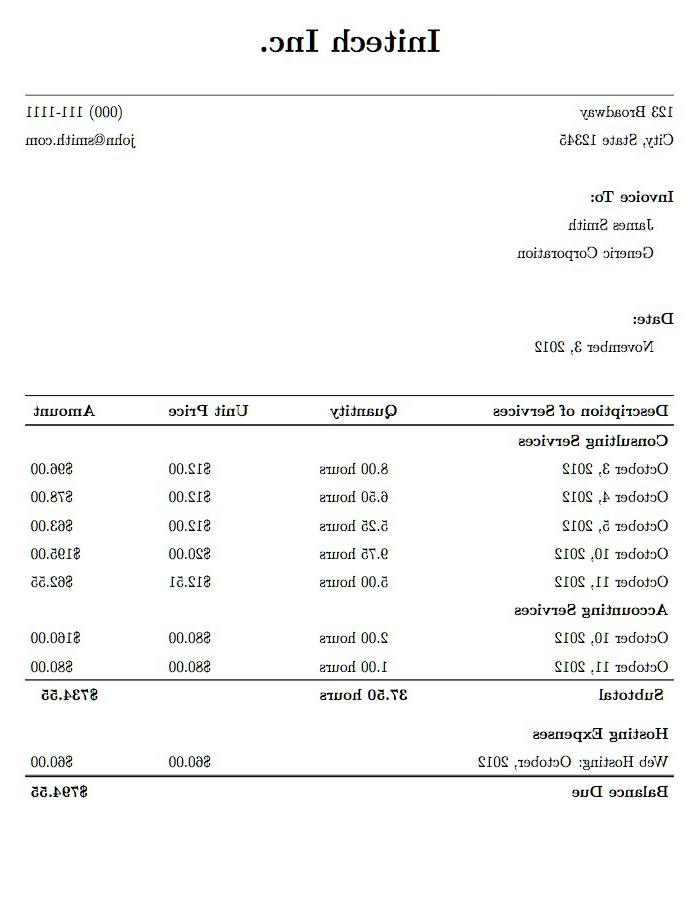 Initech Inc.
123 Broadway (000) 111-1111
City, State 12345 john@smith.com
Invoice To:
James Smith
Generic Corporation
Date:
November 3, 2012
Description of Services Quantity Unit Price Amount
Consulting Services
October 3, 2012 8.00 hours $12.00 $96.00
October 4, 2012 6.50 hours $12.00 $78.00
October 5, 2012 5.25 hours $12.00 $63.00
October 10, 2012 9.75 hours $20.00 $195.00
October 11, 2012 5.00 hours $12.51 $62.55
Accounting Services
October 10, 2012 2.00 hours $80.00 $160.00
October 11, 2012 1.00 hours $80.00 $80.00
Subtotal 37.50 hours $734.55
Hosting Expenses
Web Hosting: October, 2012 $60.00 $60.00
Balance Due $794.55